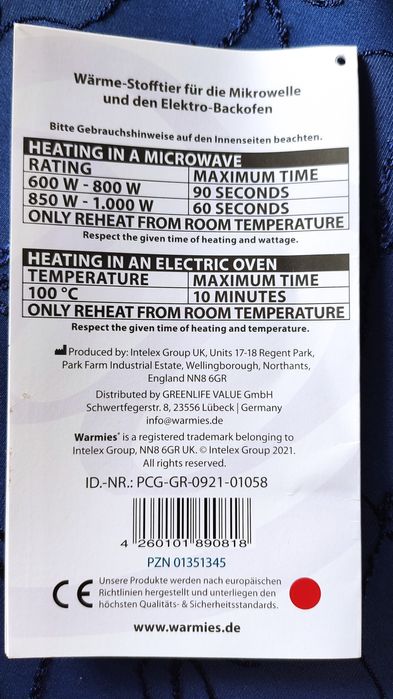 Wärme-Stofftier für die Mikrowelle
und den Elektro-Backofen
Bitte Gebrauchshinweise auf den Innenseiten beachten.
HEATING IN A MICROWAVE
RATING MAXIMUM TIME
600 W - 800 W 90 SECONDS
850 W - 1.000 W 60 SECONDS
ONLY REHEAT FROM ROOM TEMPERATURE
Respect the given time of heating and wattage.
HEATING IN AN ELECTRIC OVEN
TEMPERATURE MAXIMUM TIME
100 °C 10 MINUTES
ONLY REHEAT FROM ROOM TEMPERATURE
Respect the given time of heating and temperature.
Produced by: Intelex Group UK, Units 17-18 Regent Park,
Park Farm Industrial Estate, Wellingborough, Northants,
England NN8 6GR
Distributed by GREENLIFE VALUE GmbH
Schwertfegerstr. 8, 23556 Lübeck | Germany
info@warmies.de
Warmies® is a registered trademark belonging to
Intelex Group, NN8 6GR UK. © Intelex Group 2021.
All rights reserved.
ID.-NR.: PCG-GR-0921-01058
4 260101 890818
PZN 01351345
CE Unsere Produkte werden nach europäischen
Richtlinien hergestellt und unterliegen den
höchsten Qualitäts- & Sicherheitsstandards.
www.warmies.de